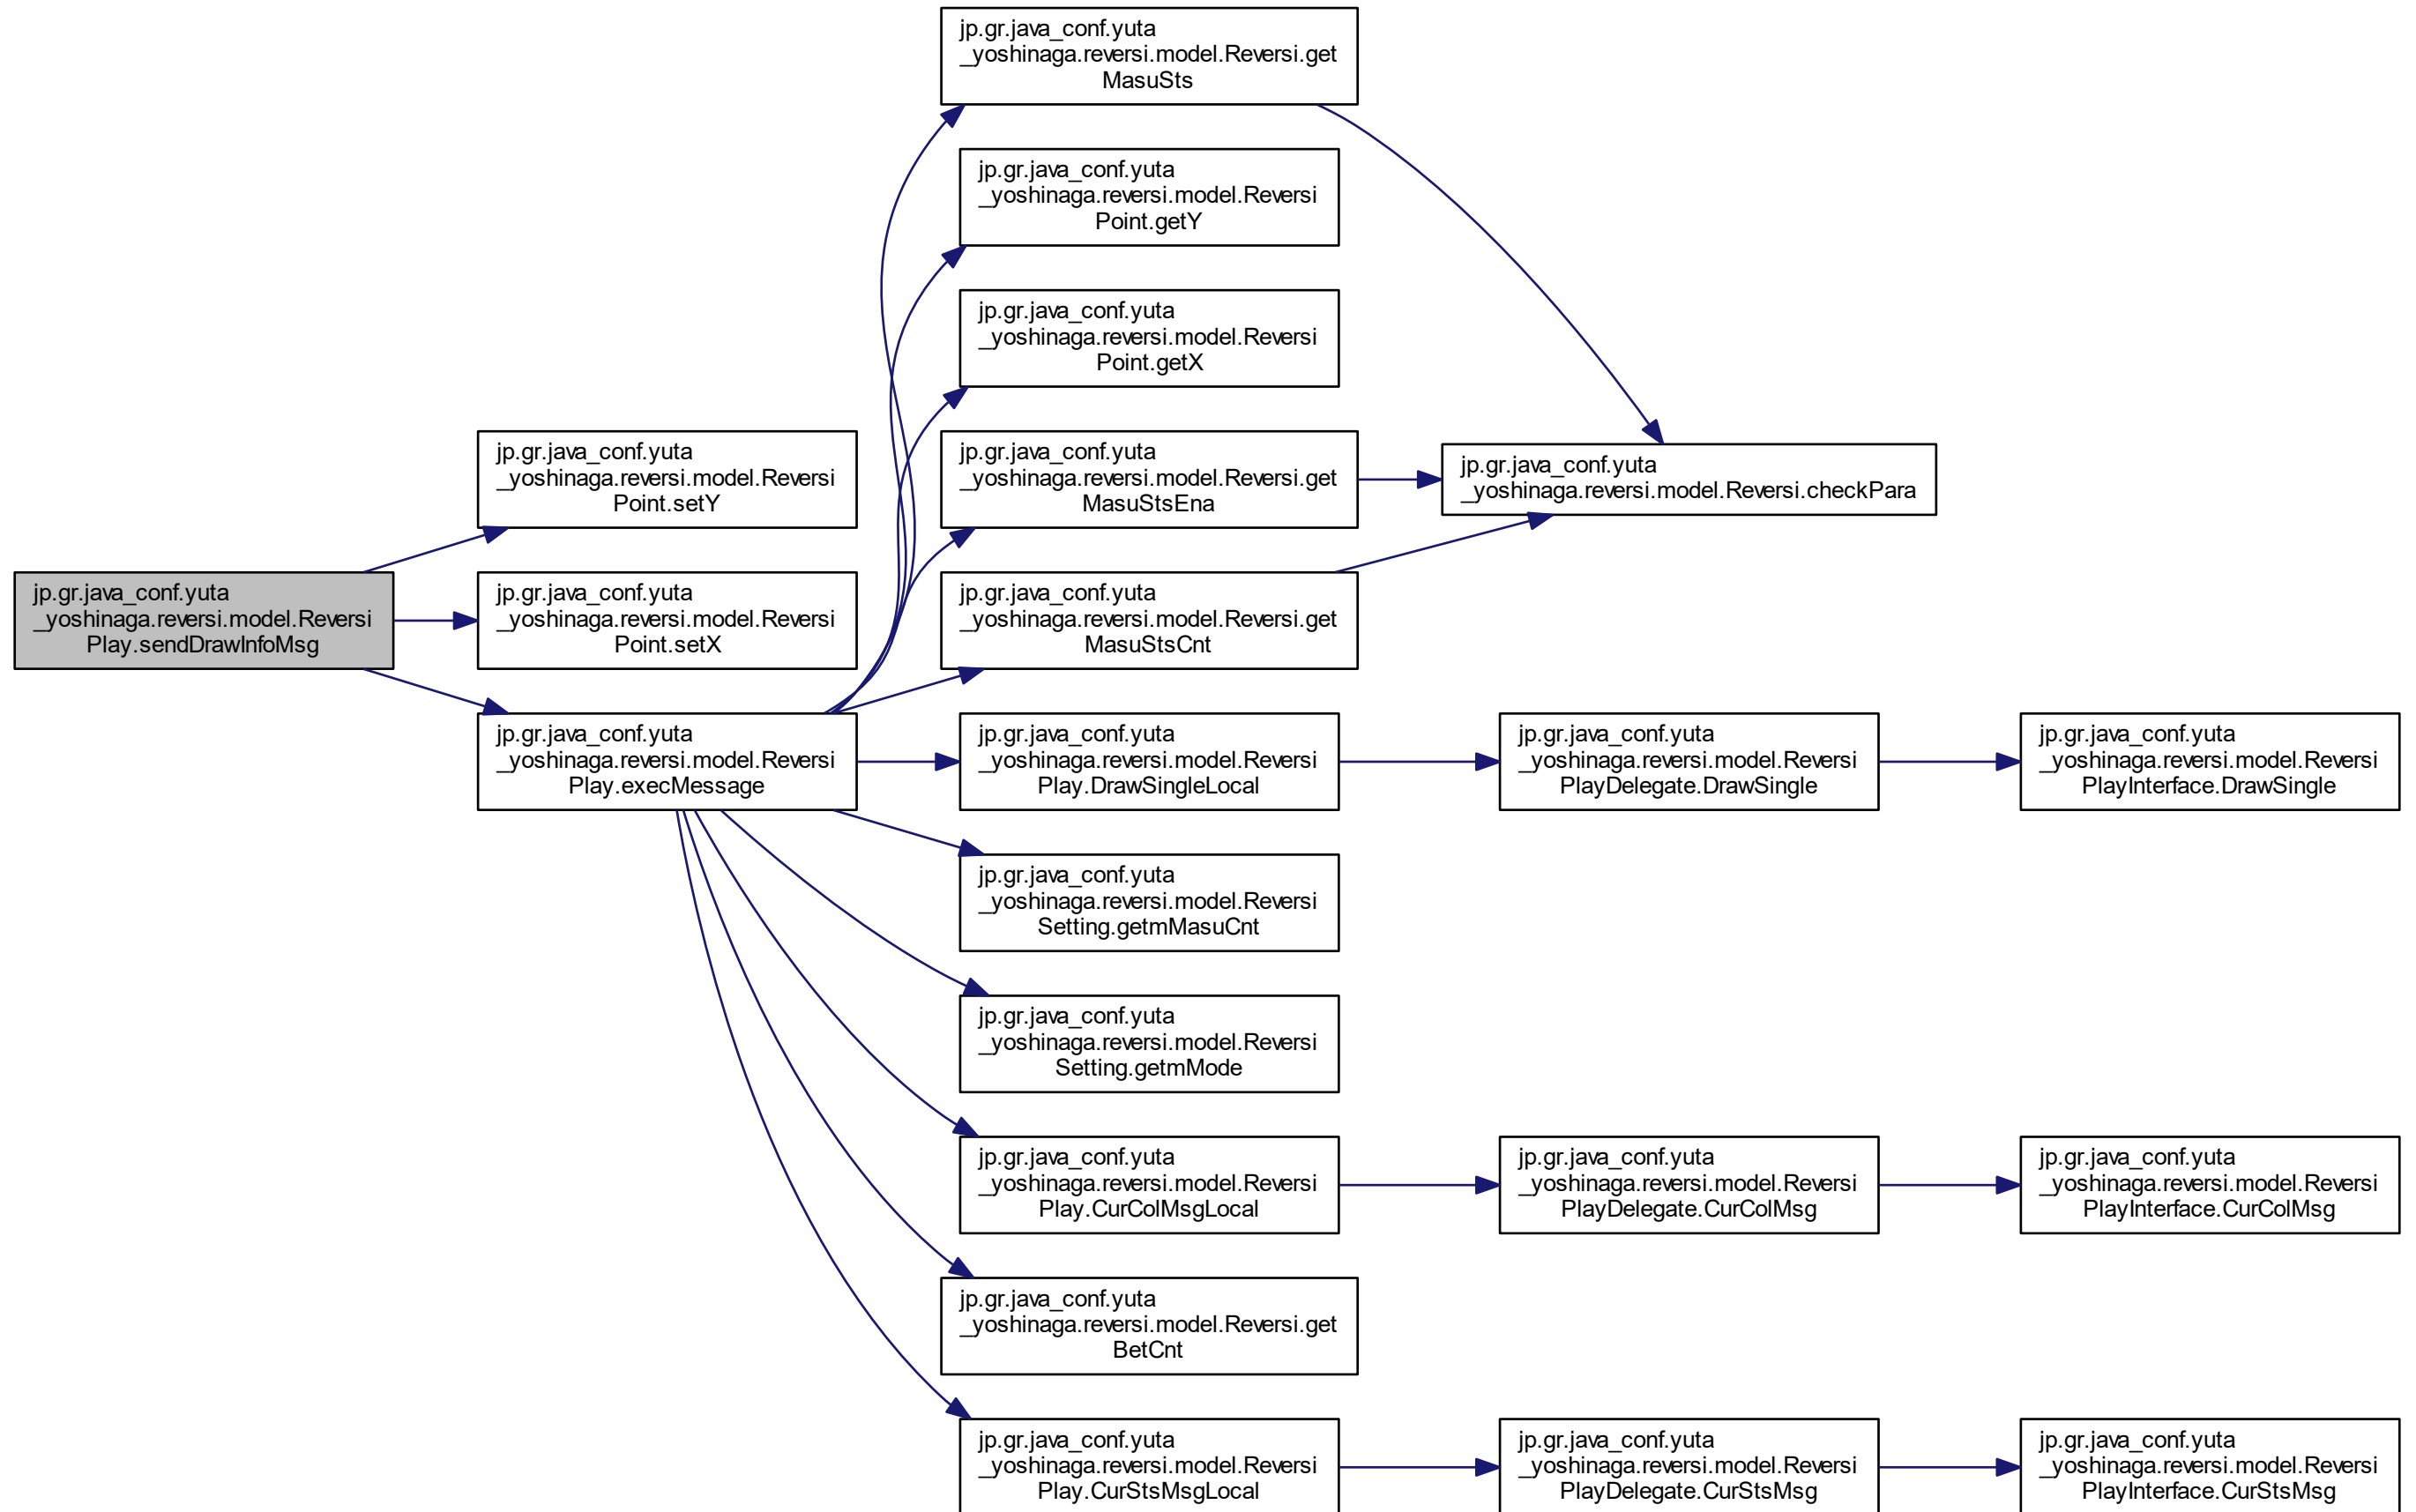 jp.gr.java_conf.yuta
_yoshinaga.reversi.model.Reversi
Play.sendDrawInfoMsg
jp.gr.java_conf.yuta
_yoshinaga.reversi.model.Reversi
Point.setY
jp.gr.java_conf.yuta
_yoshinaga.reversi.model.Reversi
Point.setX
jp.gr.java_conf.yuta
_yoshinaga.reversi.model.Reversi
Play.execMessage
jp.gr.java_conf.yuta
_yoshinaga.reversi.model.Reversi.get
MasuSts
jp.gr.java_conf.yuta
_yoshinaga.reversi.model.Reversi
Point.getY
jp.gr.java_conf.yuta
_yoshinaga.reversi.model.Reversi
Point.getX
jp.gr.java_conf.yuta
_yoshinaga.reversi.model.Reversi.get
MasuStsEna
jp.gr.java_conf.yuta
_yoshinaga.reversi.model.Reversi.get
MasuStsCnt
jp.gr.java_conf.yuta
_yoshinaga.reversi.model.Reversi
Play.DrawSingleLocal
jp.gr.java_conf.yuta
_yoshinaga.reversi.model.Reversi
Setting.getmMasuCnt
jp.gr.java_conf.yuta
_yoshinaga.reversi.model.Reversi
Setting.getmMode
jp.gr.java_conf.yuta
_yoshinaga.reversi.model.Reversi
Play.CurColMsgLocal
jp.gr.java_conf.yuta
_yoshinaga.reversi.model.Reversi.get
BetCnt
jp.gr.java_conf.yuta
_yoshinaga.reversi.model.Reversi
Play.CurStsMsgLocal
jp.gr.java_conf.yuta
_yoshinaga.reversi.model.Reversi.checkPara
jp.gr.java_conf.yuta
_yoshinaga.reversi.model.Reversi
PlayDelegate.DrawSingle
jp.gr.java_conf.yuta
_yoshinaga.reversi.model.Reversi
PlayDelegate.CurColMsg
jp.gr.java_conf.yuta
_yoshinaga.reversi.model.Reversi
PlayDelegate.CurStsMsg
jp.gr.java_conf.yuta
_yoshinaga.reversi.model.Reversi
PlayInterface.DrawSingle
jp.gr.java_conf.yuta
_yoshinaga.reversi.model.Reversi
PlayInterface.CurColMsg
jp.gr.java_conf.yuta
_yoshinaga.reversi.model.Reversi
PlayInterface.CurStsMsg